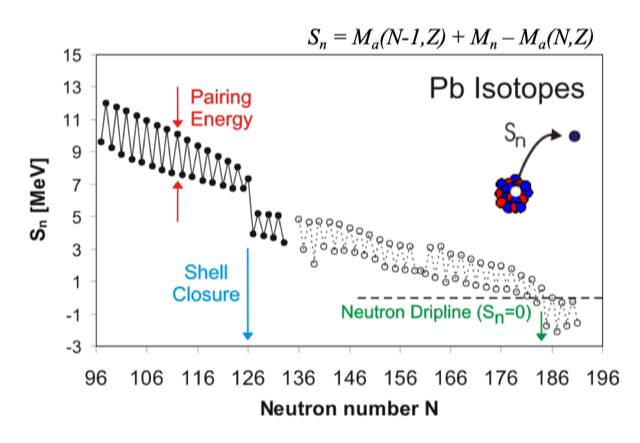 Sn = Ma(N-1,Z) + Mn – Ma(N,Z)
15
13
11
9
7
5
3
1
-1
-3
Sn [MeV]
Pb Isotopes
Sn
Pairing
Energy
Shell
Closure
Neutron Dripline (Sn=0)
96 106 116 126 136 146 156 166 176 186 196
Neutron number N